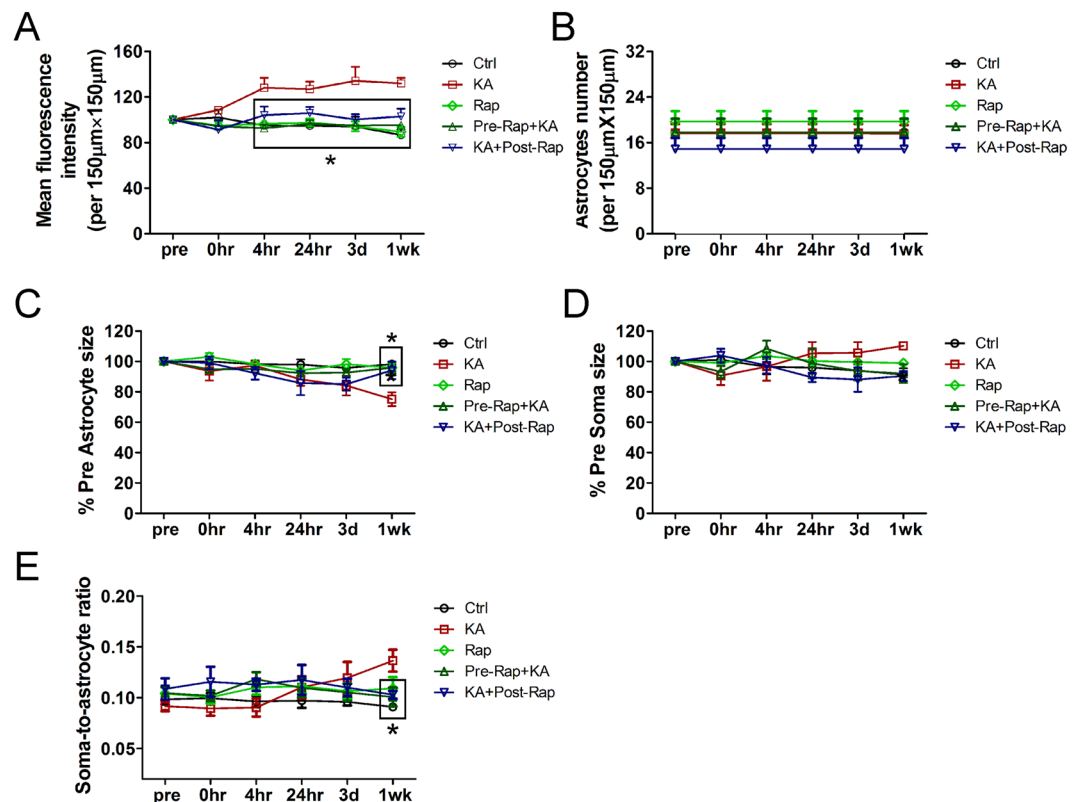 A
Mean fluorescence
intensity
(per 150μm×150μm)
160
120
80
40
0
pre 0hr 4hr 24hr 3d 1wk
*
Ctrl
KA
Rap
Pre-Rap+KA
KA+Post-Rap
B
Astrocytes number
(per 150μmX150μm)
32
24
16
8
0
pre 0hr 4hr 24hr 3d 1wk
Ctrl
KA
Rap
Pre-Rap+KA
KA+Post-Rap
C
% Pre Astrocyte size
120
100
80
60
40
20
0
pre 0hr 4hr 24hr 3d 1wk
*
*
Ctrl
KA
Rap
Pre-Rap+KA
KA+Post-Rap
D
% Pre Soma size
120
100
80
60
40
20
0
pre 0hr 4hr 24hr 3d 1wk
Ctrl
KA
Rap
Pre-Rap+KA
KA+Post-Rap
E
Soma-to-astrocyte ratio
0.20
0.15
0.10
0.05
pre 0hr 4hr 24hr 3d 1wk
*
Ctrl
KA
Rap
Pre-Rap+KA
KA+Post-Rap